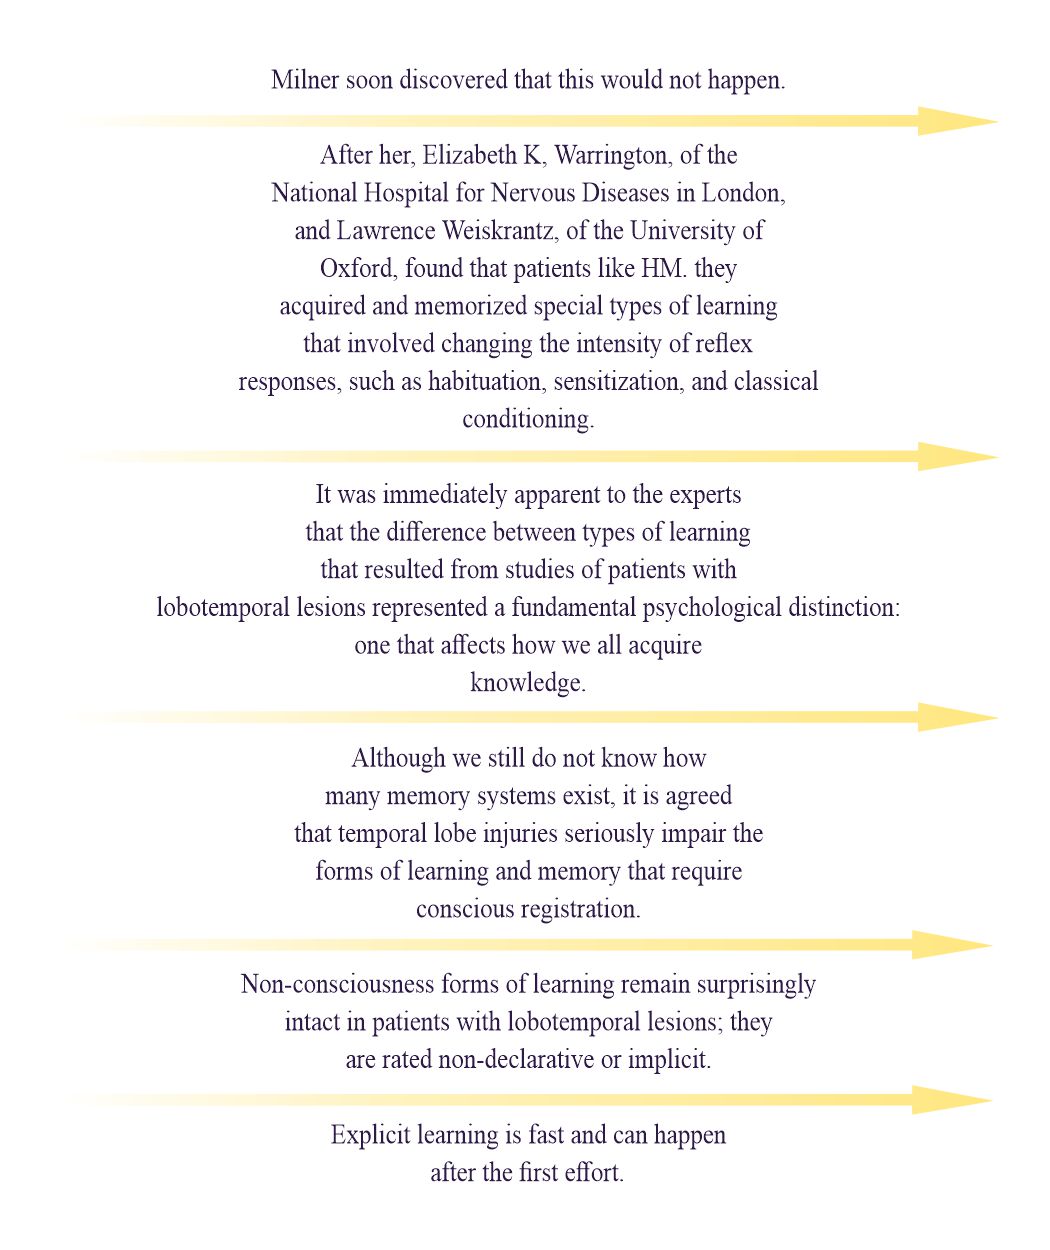 Milner soon discovered that this would not happen.
After her, Elizabeth K, Warrington, of the
National Hospital for Nervous Diseases in London,
and Lawrence Weiskrantz, of the University of
Oxford, found that patients like HM. they
acquired and memorized special types of learning
that involved changing the intensity of reflex
responses, such as habituation, sensitization, and classical
conditioning.
It was immediately apparent to the experts
that the difference between types of learning
that resulted from studies of patients with
lobotemporal lesions represented a fundamental psychological distinction:
one that affects how we all acquire
knowledge.
Although we still do not know how
many memory systems exist, it is agreed
that temporal lobe injuries seriously impair the
forms of learning and memory that require
conscious registration.
Non-consciousness forms of learning remain surprisingly
intact in patients with lobotemporal lesions; they
are rated non-declarative or implicit.
Explicit learning is fast and can happen
after the first effort.